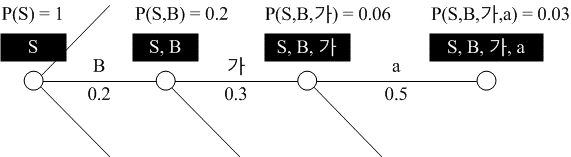 P(S) = 1 P(S,B) = 0.2 P(S,B,가) = 0.06 P(S,B,가,a) = 0.03
S S, B S, B, 가 S, B, 가, a
B 가 a
0.2 0.3 0.5